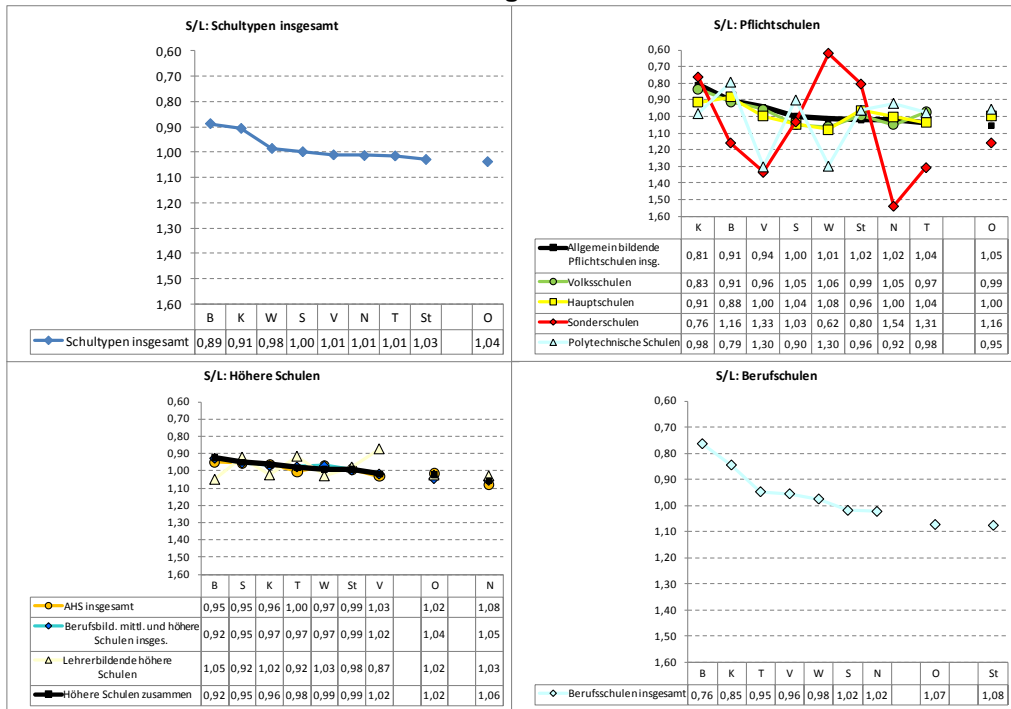 S/L: Schultypen insgesamt
0,60
0,70
0,80
0,90
1,00
1,10
1,20
1,30
1,40
1,50
1,60
B K W S V N T St O
Schultypen insgesamt 0,89 0,91 0,98 1,00 1,01 1,01 1,01 1,03 1,04
S/L: Pflichtschulen
0,60
0,80
0,90
1,00
1,10
1,20
1,30
1,40
1,50
1,60
K B V S W St N T O
Allgemeinbildende
Pflichtschulen insg. 0,81 0,91 0,94 1,00 1,01 1,02 1,02 1,04 1,05
Volksschulen 0,83 0,91 0,96 1,05 1,06 0,99 1,05 0,97 0,99
Hauptschulen 0,91 0,88 1,00 1,04 1,08 0,96 1,00 1,04 1,00
Sonderschulen 0,76 1,16 1,33 1,03 0,62 0,80 1,54 1,31 1,16
Polytechnische Schulen 0,98 0,79 1,30 0,90 1,30 0,96 0,92 0,98 0,95
S/L: Höhere Schulen
0,60
0,70
0,80
0,90
1,00
1,10
1,20
1,30
1,40
1,50
1,60
B S K T W St V O N
AHS insgesamt 0,95 0,95 0,96 1,00 0,97 0,99 1,03 1,02 1,08
Berufsbild. mittl. und höhere
Schulen insges. 0,92 0,95 0,97 0,97 0,97 0,99 1,02 1,04 1,05
Lehrerbildende höhere
Schulen 1,05 0,92 1,02 0,92 1,03 0,98 0,87 1,02 1,03
Höhere Schulen zusammen 0,92 0,95 0,96 0,98 0,99 0,99 1,02 1,02 1,06
S/L: Berufschulen
0,60
0,70
0,80
0,90
1,00
1,10
1,20
1,30
1,40
1,50
1,60
B K T V W S N O St
Berufsschulen insgesamt 0,76 0,85 0,95 0,96 0,98 1,02 1,02 1,07 1,08